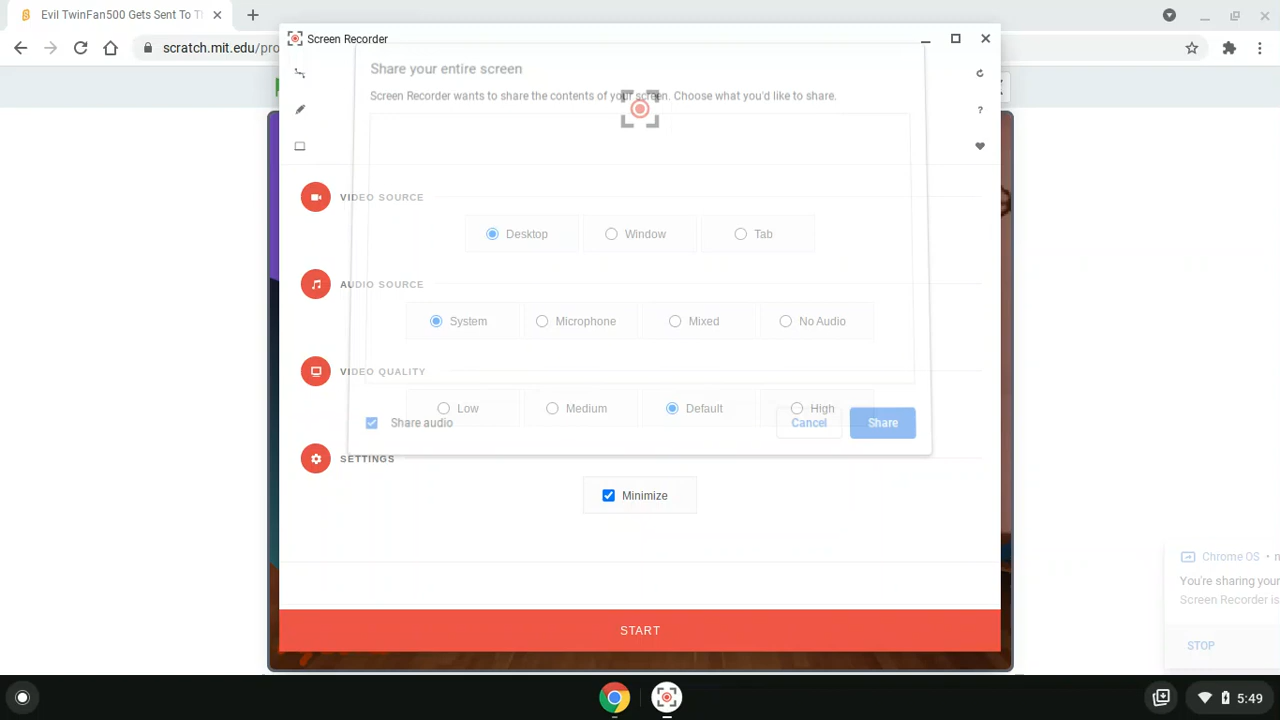 Evil TwinFan500 Gets Sent To Th
scratch.mit.edu/pro
Screen Recorder
Share your entire screen
Screen Recorder wants to share the contents of your screen. Choose what you'd like to share.
VIDEO SOURCE
Desktop
Window
Tab
AUDIO SOURCE
System
Microphone
Mixed
No Audio
VIDEO QUALITY
Low
Medium
Default
High
Share audio
Cancel
Share
SETTINGS
Minimize
START
Chrome OS • n
You're sharing your
Screen Recorder is
STOP
5:49